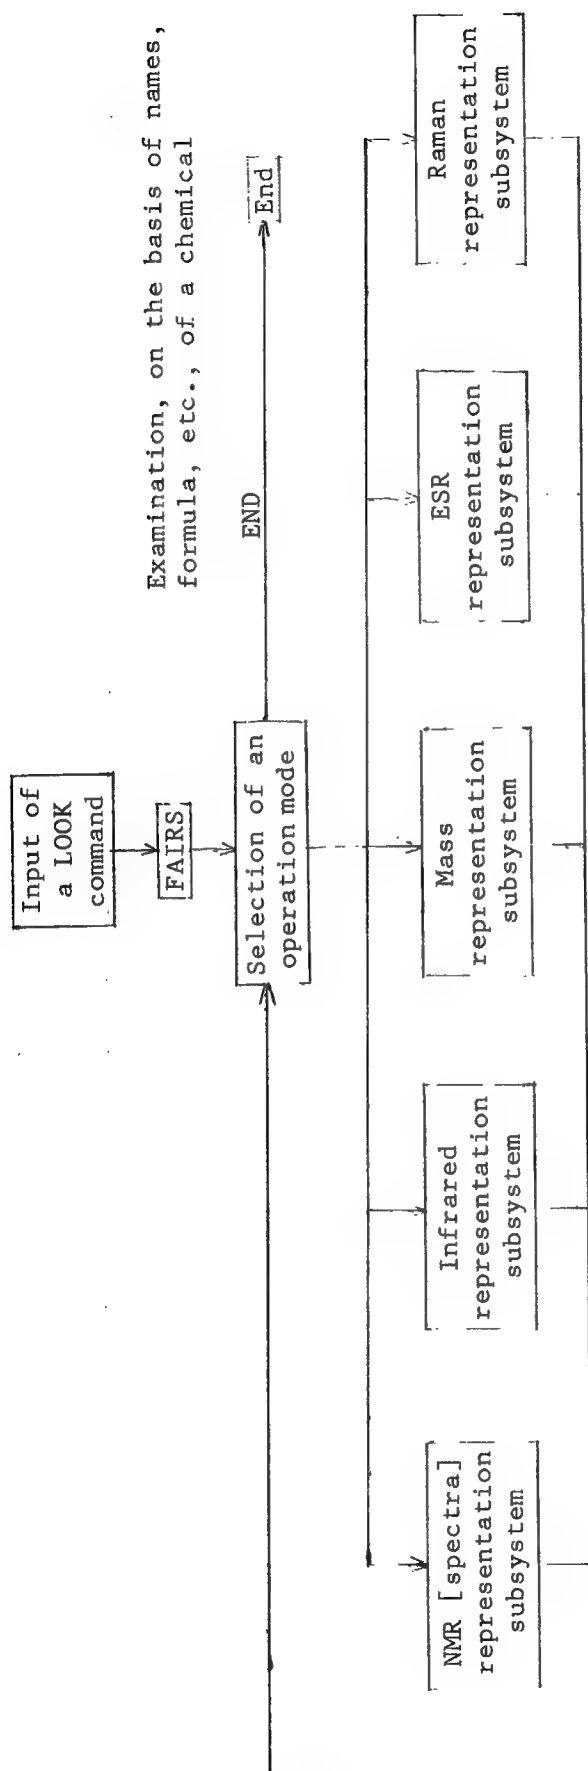 Input of
a LOOK
command
FAIRS
Examination, on the basis of names,
formula, etc., of a chemical
Selection of an
operation mode
END
End
NMR [spectra]
representation
subsystem
Infrared
representation
subsystem
Mass
representation
subsystem
ESR
representation
subsystem
Raman
representation
subsystem